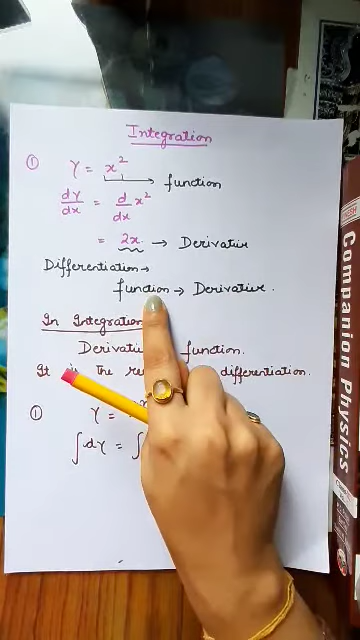 Integration
① Y = x²
→ function
dY/dx = d/dx x²
= 2x → Derivative
Differentiation →
function → Derivative.
In Integration
function.
It is the differentiation.
① Y =
∫dY = ∫
Companion Physics